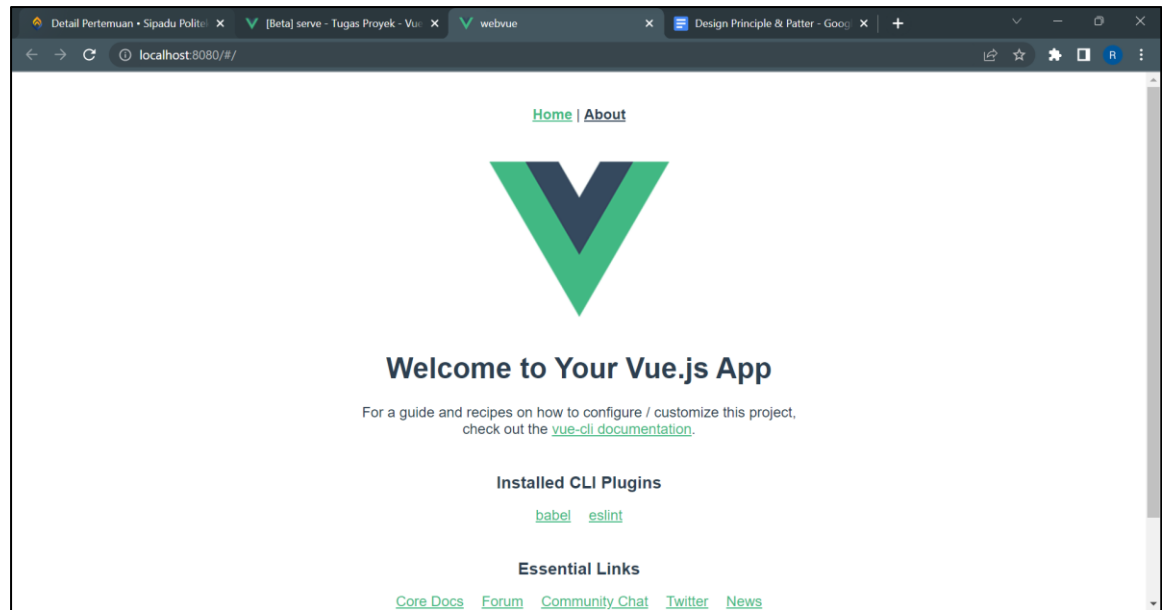 Detail Pertemuan • Sipadu Polite
[Beta] serve - Tugas Proyek - Vu
webvue
Design Principle & Patter - Goog
localhost:8080/#/
R
Home | About
Welcome to Your Vue.js App
For a guide and recipes on how to configure / customize this project,
check out the vue-cli documentation.
Installed CLI Plugins
babel eslint
Essential Links
Core Docs Forum Community Chat Twitter News